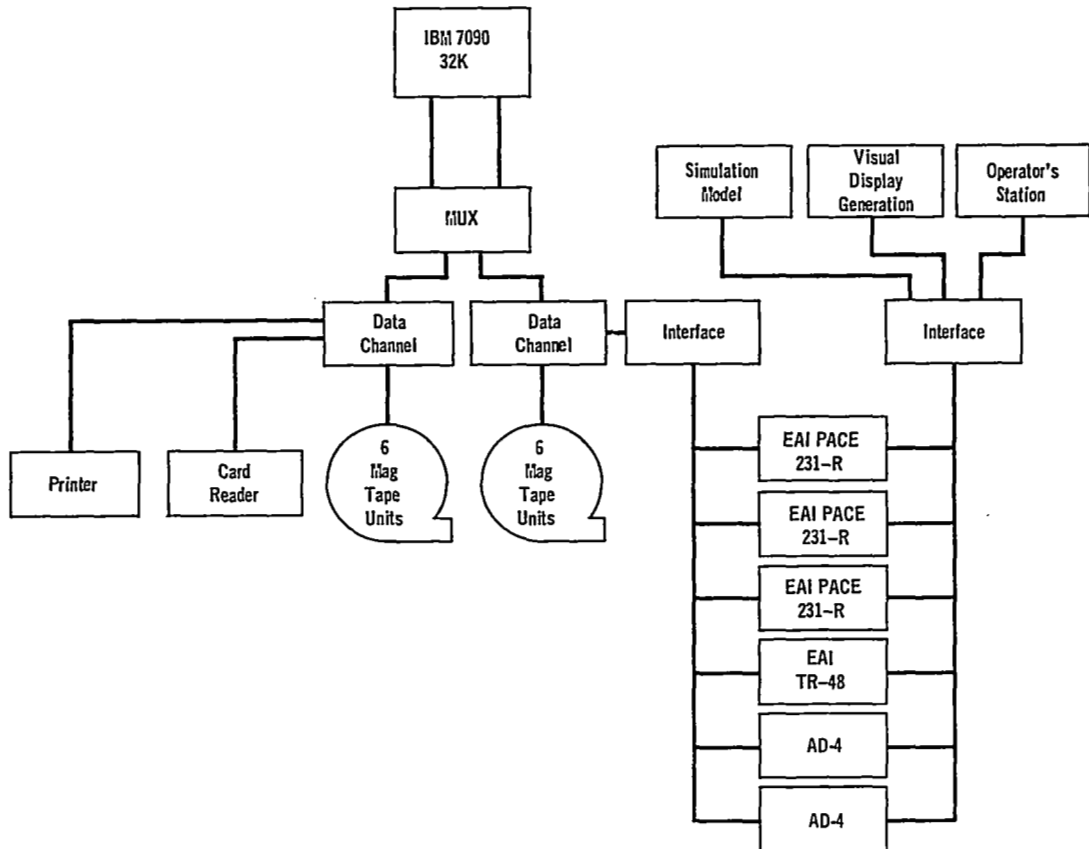 IBM 7090
32K
MUX
Simulation
Model
Visual
Display
Generation
Operator's
Station
Data
Channel
Data
Channel
Interface
Interface
Printer
Card
Reader
6
Mag
Tape
Units
6
Mag
Tape
Units
EAI PACE
231-R
EAI PACE
231-R
EAI PACE
231-R
EAI
TR-48
AD-4
AD-4